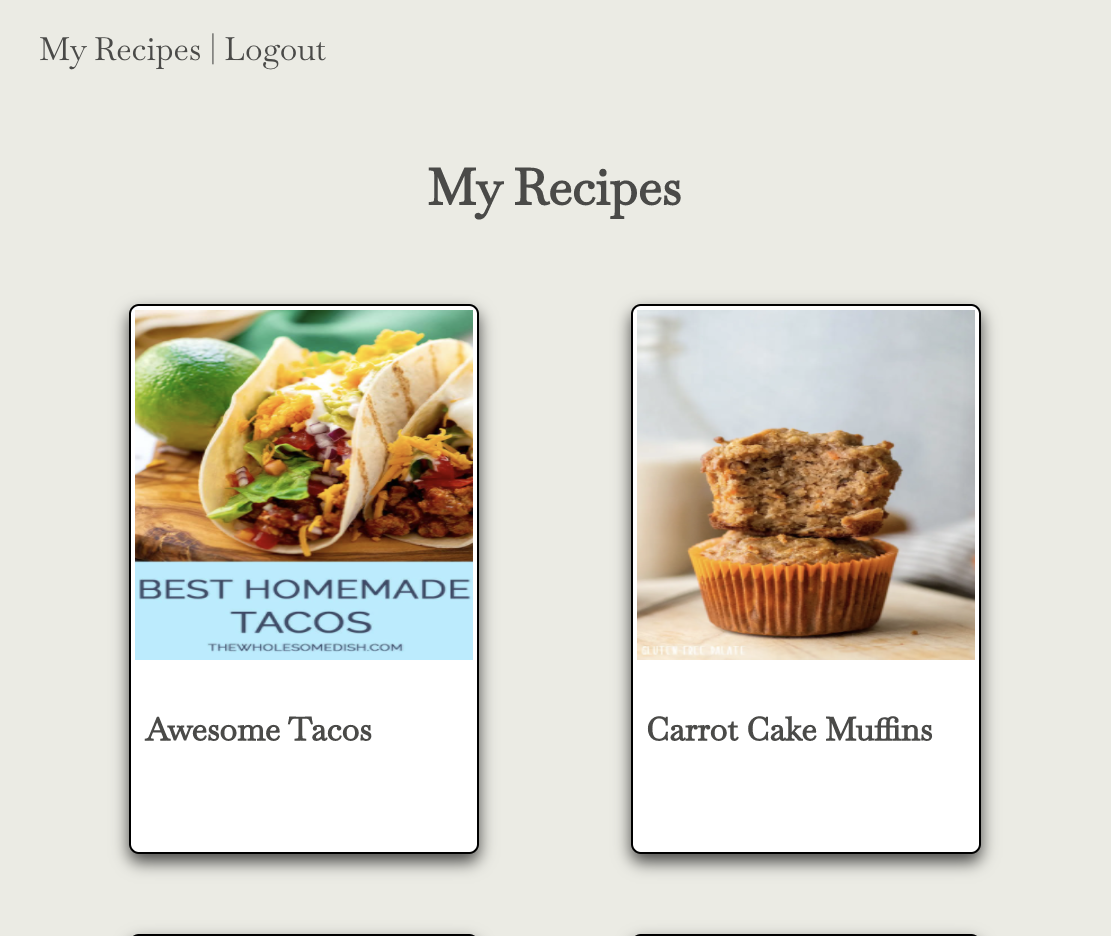 My Recipes | Logout
My Recipes
BEST HOMEMADE
TACOS
THEWHOLESOMEDISH.COM
GLUTEN FREE PALATE
Awesome Tacos
Carrot Cake Muffins